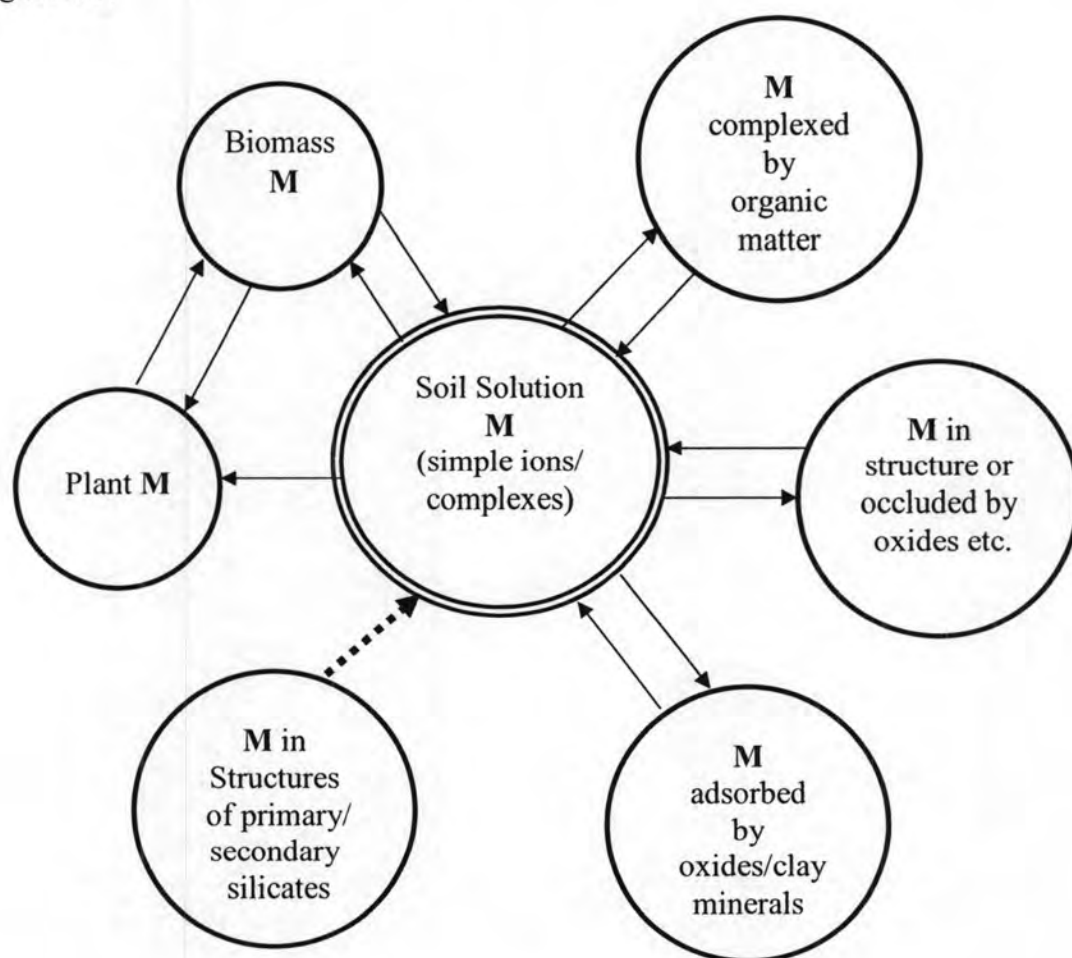 Biomass
M
M
complexed
by
organic
matter
Soil Solution
M
(simple ions/
complexes)
Plant M
M in
structure or
occluded by
oxides etc.
M in
Structures
of primary/
secondary
silicates
M
adsorbed
by
oxides/clay
minerals